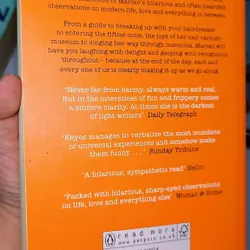 observations on modern life, love and everything in between.
From a guide to breaking up with your hairdresser
to entering the fifties-zone, the joys of her nail varnish
museum to singing her way through insomnia, Marian will
have you laughing with delight and gasping with recognition
throughout – because at the end of the day, each and
every one of us is clearly making it up as we go along.
'Never far from barmy, always warm and real.
But in the interstices of fun and frippery comes
a sincere clarity. At times she is the darkest
of light writers' Daily Telegraph
'Keyes manages to verbalise the most mundane
of universal experiences and somehow make
them funny . . .' Sunday Tribune
'A hilarious, sympathetic read' Hello!
'Packed with hilarious, sharp-eyed observations
on life, love and everything else' Woman & Home
read more
www.penguin.co.uk